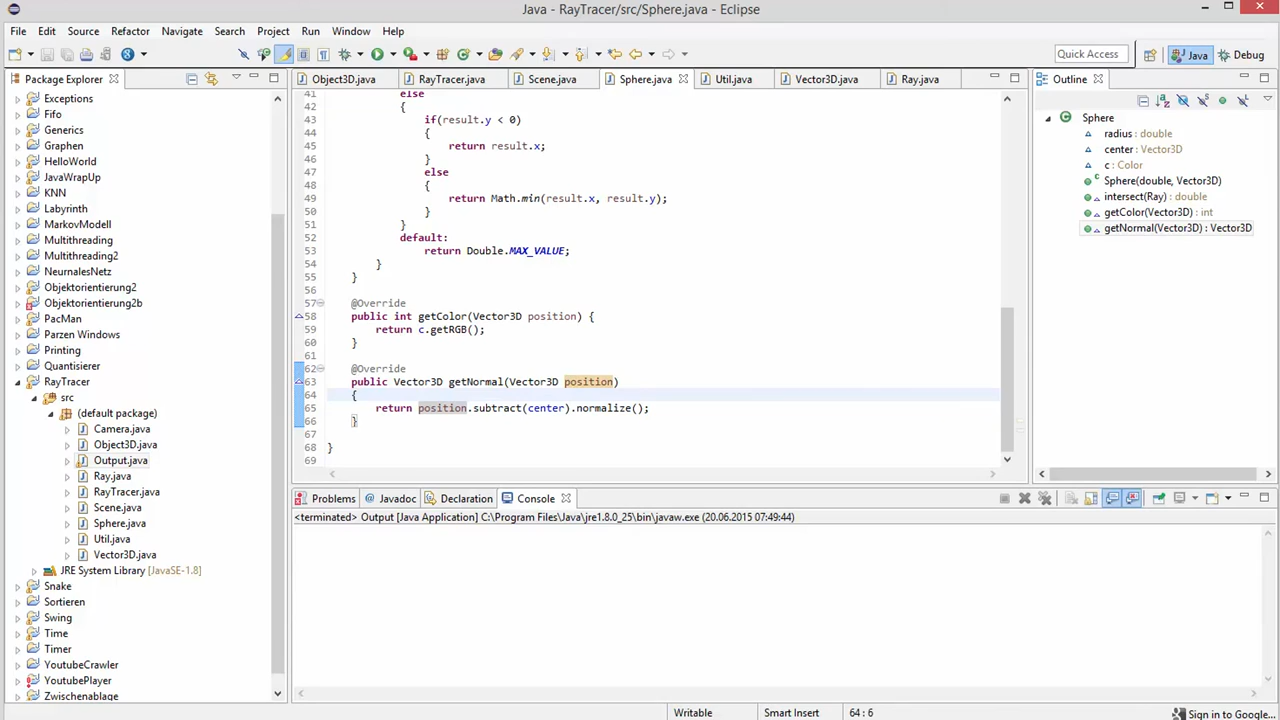 Java - RayTracer/src/Sphere.java - Eclipse
File Edit Source Refactor Navigate Search Project Run Window Help
Quick Access
Java
Debug
Package Explorer
Exceptions
Fifo
Generics
Graphen
HelloWorld
JavaWrapUp
KNN
Labyrinth
MarkovModell
Multithreading
Multithreading2
NeurnalesNetz
Objektorientierung2
Objektorientierung2b
PacMan
Parzen Windows
Printing
Quantisierer
RayTracer
src
(default package)
Camera.java
Object3D.java
Output.java
Ray.java
RayTracer.java
Scene.java
Sphere.java
Util.java
Vector3D.java
JRE System Library [JavaSE-1.8]
Snake
Sortieren
Swing
Time
Timer
YoutubeCrawler
YoutubePlayer
Zwischenablage
Object3D.java RayTracer.java Scene.java Sphere.java Util.java Vector3D.java Ray.java
41 else
42 {
43 if(result.y < 0)
44 {
45 return result.x;
46 }
47 else
48 {
49 return Math.min(result.x, result.y);
50 }
51 }
52 default:
53 return Double.MAX_VALUE;
54 }
55 }
56
57 @Override
58 public int getColor(Vector3D position) {
59 return c.getRGB();
60 }
61
62 @Override
63 public Vector3D getNormal(Vector3D position)
64 {
65 return position.subtract(center).normalize();
66 }
67
68 }
69
Outline
Sphere
radius : double
center : Vector3D
c : Color
Sphere(double, Vector3D)
intersect(Ray) : double
getColor(Vector3D) : int
getNormal(Vector3D) : Vector3D
Problems Javadoc Declaration Console
<terminated> Output [Java Application] C:\Program Files\Java\jre1.8.0_25\bin\javaw.exe (20.06.2015 07:49:44)
Writable
Smart Insert
64 : 6
Sign in to Google...